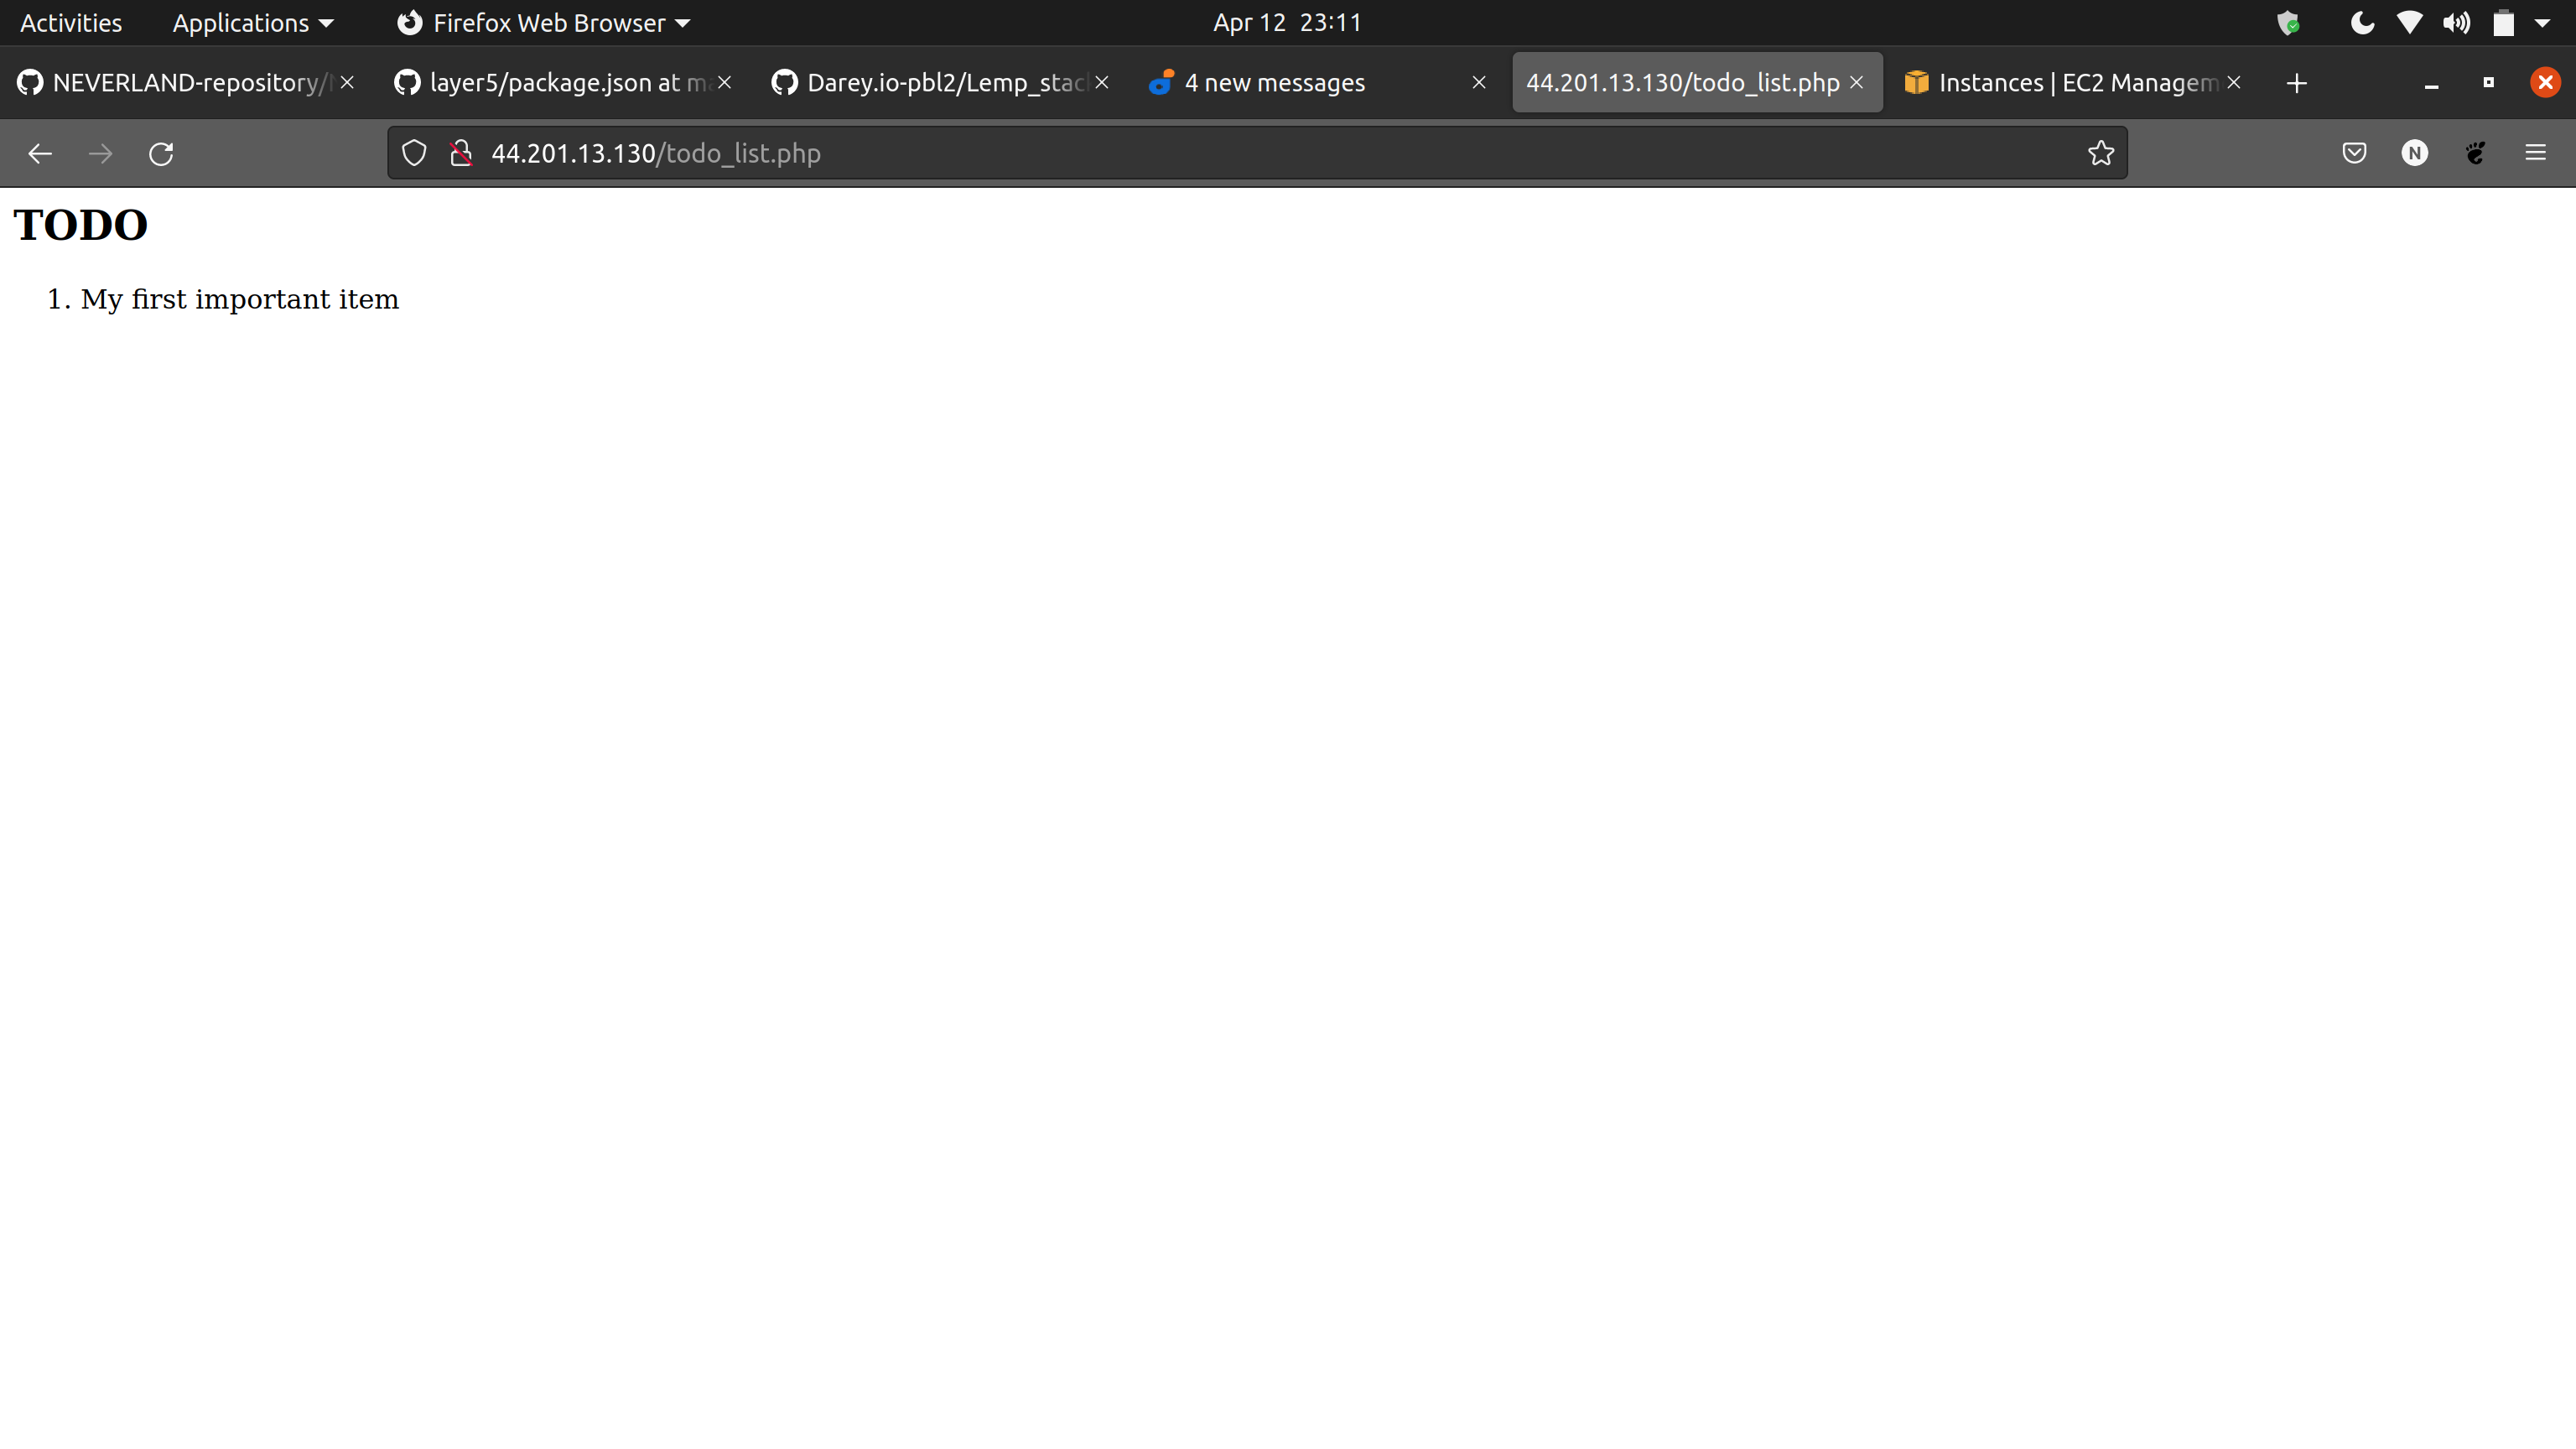 Activities Applications Firefox Web Browser Apr 12 23:11
NEVERLAND-repository/ layer5/package.json at ma Darey.io-pbl2/Lemp_stac 4 new messages 44.201.13.130/todo_list.php Instances | EC2 Managem
44.201.13.130/todo_list.php N
TODO
1. My first important item